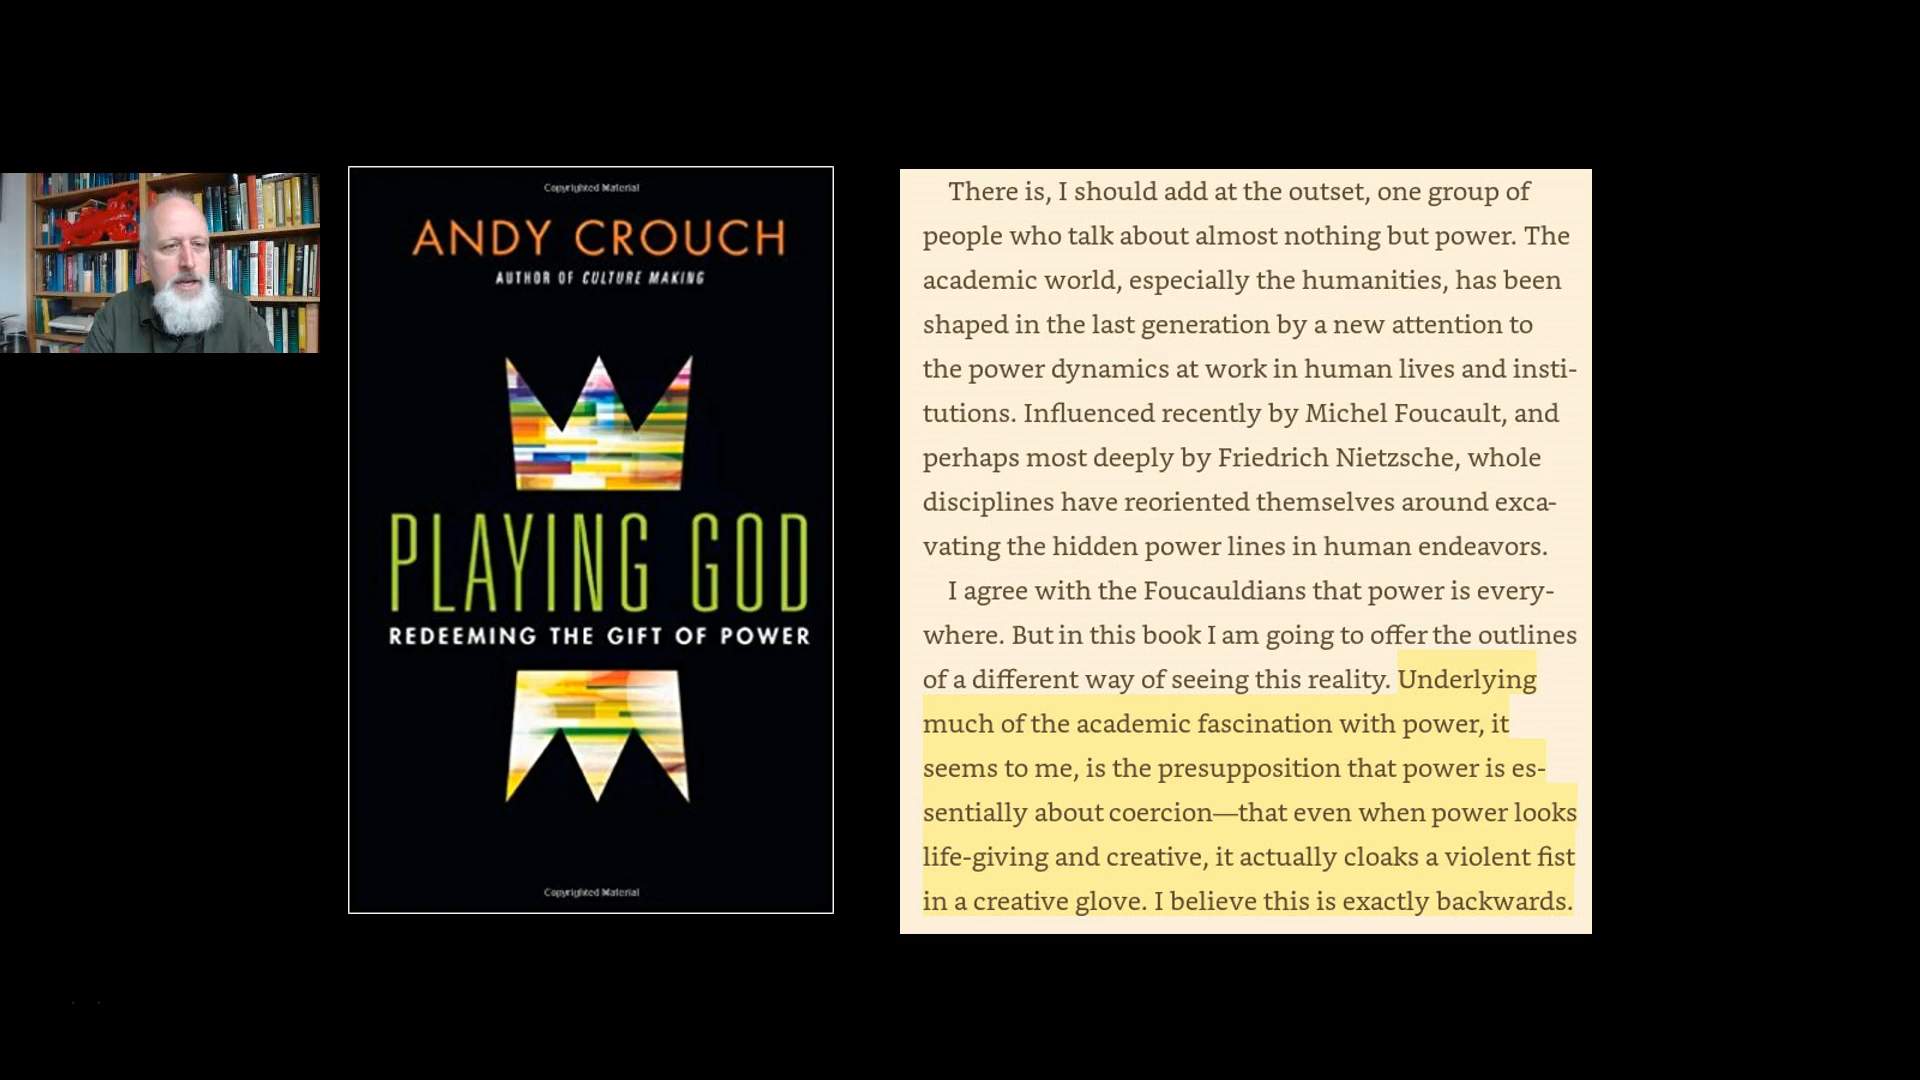 Copyrighted Material
ANDY CROUCH
AUTHOR OF CULTURE MAKING
PLAYING GOD
REDEEMING THE GIFT OF POWER
Copyrighted Material
There is, I should add at the outset, one group of
people who talk about almost nothing but power. The
academic world, especially the humanities, has been
shaped in the last generation by a new attention to
the power dynamics at work in human lives and insti-
tutions. Influenced recently by Michel Foucault, and
perhaps most deeply by Friedrich Nietzsche, whole
disciplines have reoriented themselves around exca-
vating the hidden power lines in human endeavors.
I agree with the Foucauldians that power is every-
where. But in this book I am going to offer the outlines
of a different way of seeing this reality. Underlying
much of the academic fascination with power, it
seems to me, is the presupposition that power is es-
sentially about coercion—that even when power looks
life-giving and creative, it actually cloaks a violent fist
in a creative glove. I believe this is exactly backwards.